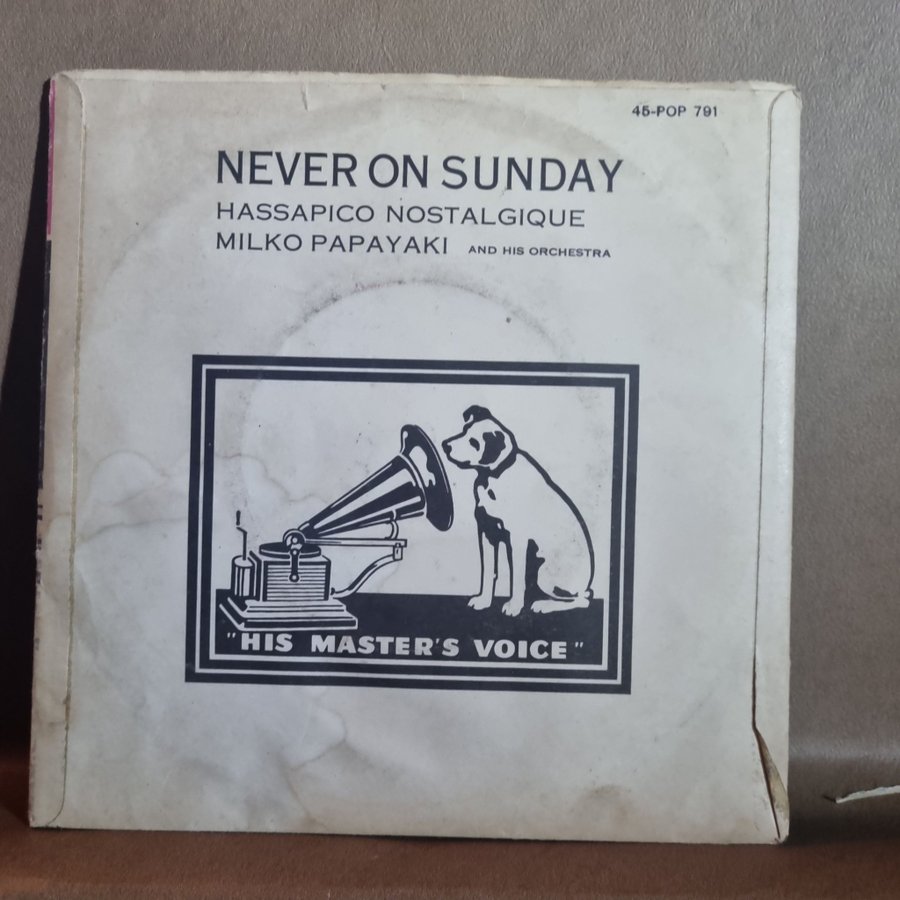 45-POP 791
NEVER ON SUNDAY
HASSAPICO NOSTALGIQUE
MILKO PAPAYAKI AND HIS ORCHESTRA
"HIS MASTER'S VOICE"